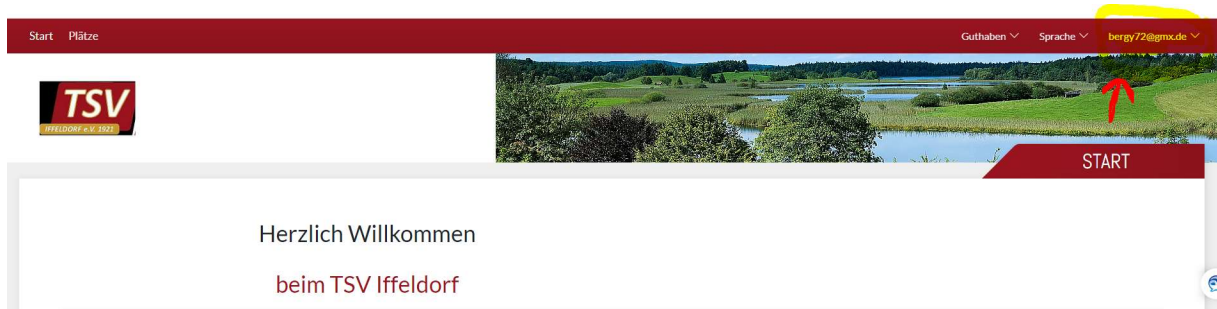 Start Plätze Guthaben Sprache bergy72@gmx.de
TSV
IFFELDORF e.V. 1921
START
Herzlich Willkommen
beim TSV Iffeldorf